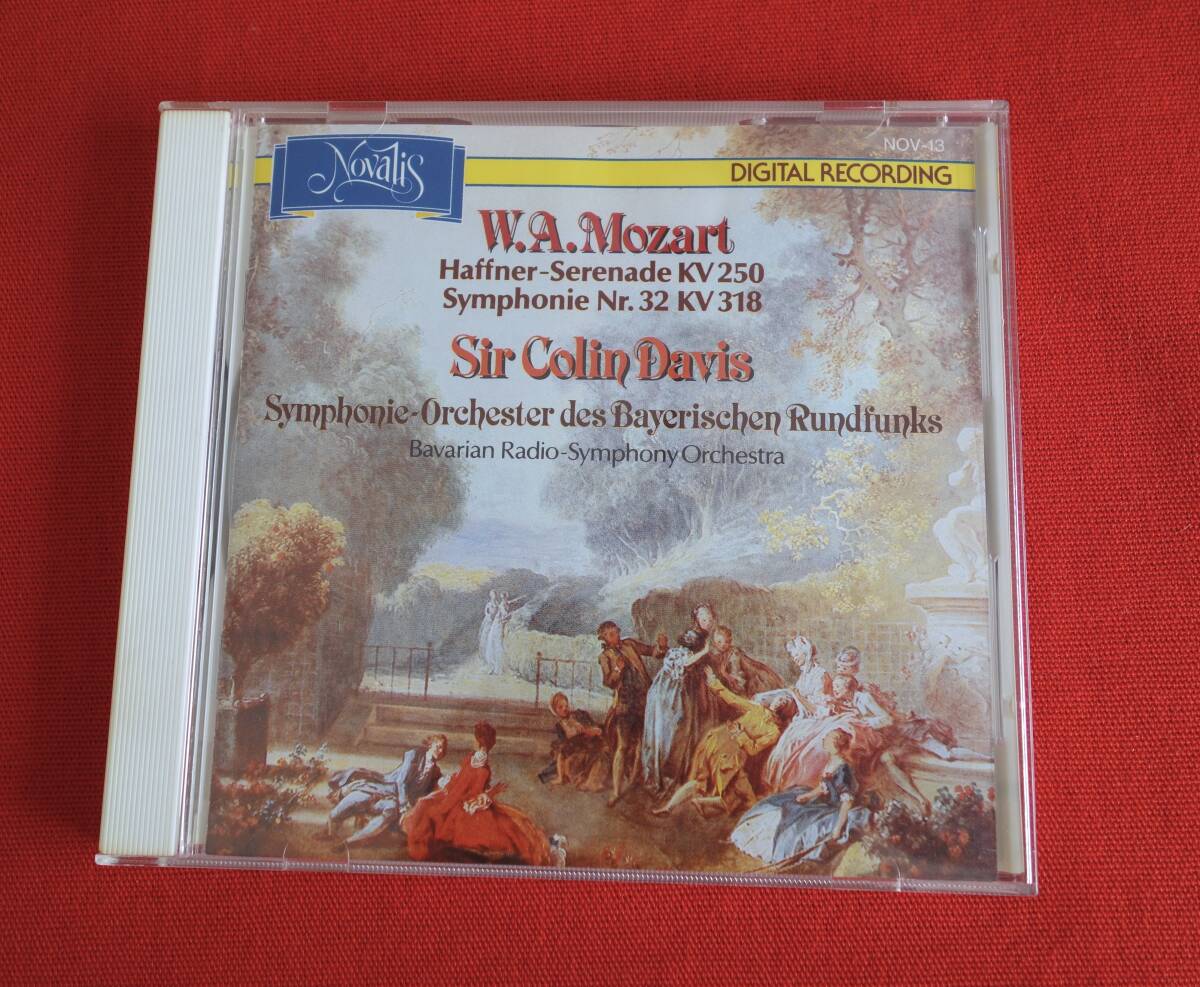 Novalis
NOV-13
DIGITAL RECORDING
W.A. Mozart
Haffner-Serenade KV 250
Symphonie Nr. 32 KV 318
Sir Colin Davis
Symphonie-Orchester des Bayerischen Rundfunks
Bavarian Radio-Symphony Orchestra